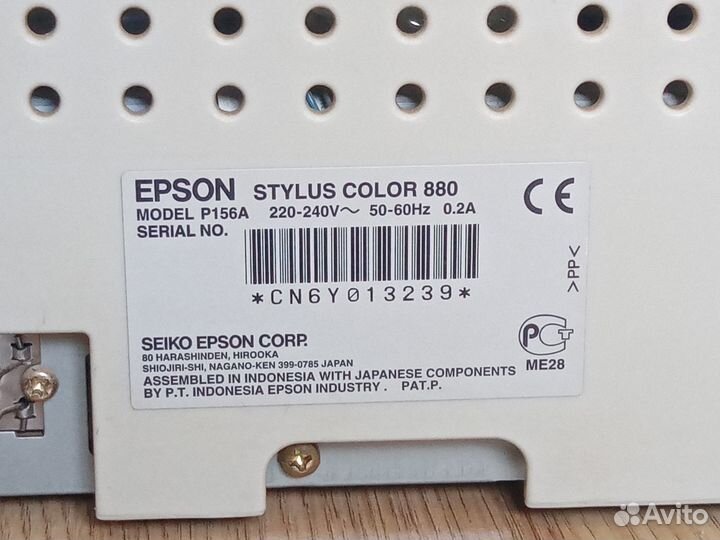 EPSON STYLUS COLOR 880
MODEL P156A 220-240V~ 50-60Hz 0.2A
SERIAL NO.
*CN6Y013239*
CE
>PP<
SEIKO EPSON CORP.
80 HARASHINDEN, HIROOKA
SHIOJIRI-SHI, NAGANO-KEN 399-0785 JAPAN
ASSEMBLED IN INDONESIA WITH JAPANESE COMPONENTS
BY P.T. INDONESIA EPSON INDUSTRY . PAT.P.
РСТ
ME28
Avito